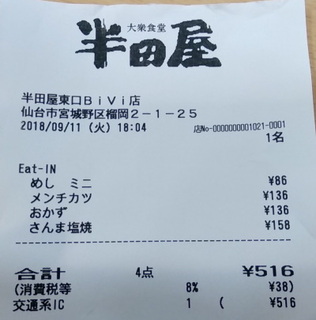 大衆食堂
半田屋
半田屋東口BiVi店
仙台市宮城野区榴岡2-1-25
2018/09/11(火) 18:04 店No-0000000001021-0001
1名
Eat-IN
めし ミニ ¥86
メンチカツ ¥136
おかず ¥136
さんま塩焼 ¥158
合計 4点 ¥516
(消費税等 8% ¥38)
交通系IC 1 ( ¥516